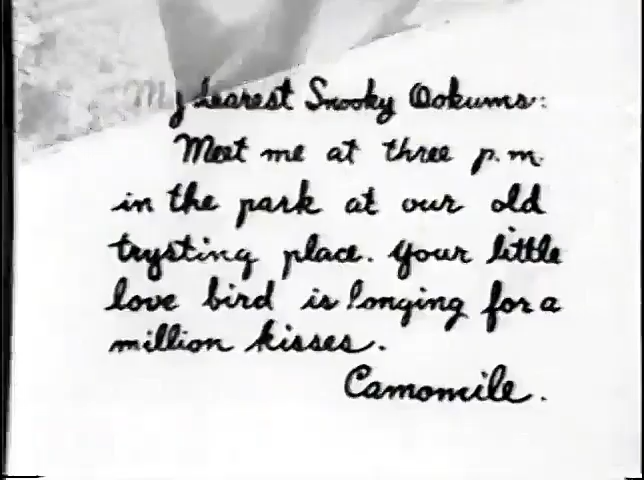 My dearest Snooky Ookums:
Meet me at three p.m.
in the park at our old
trysting place. Your little
love bird is longing for a
million kisses.
Camomile.